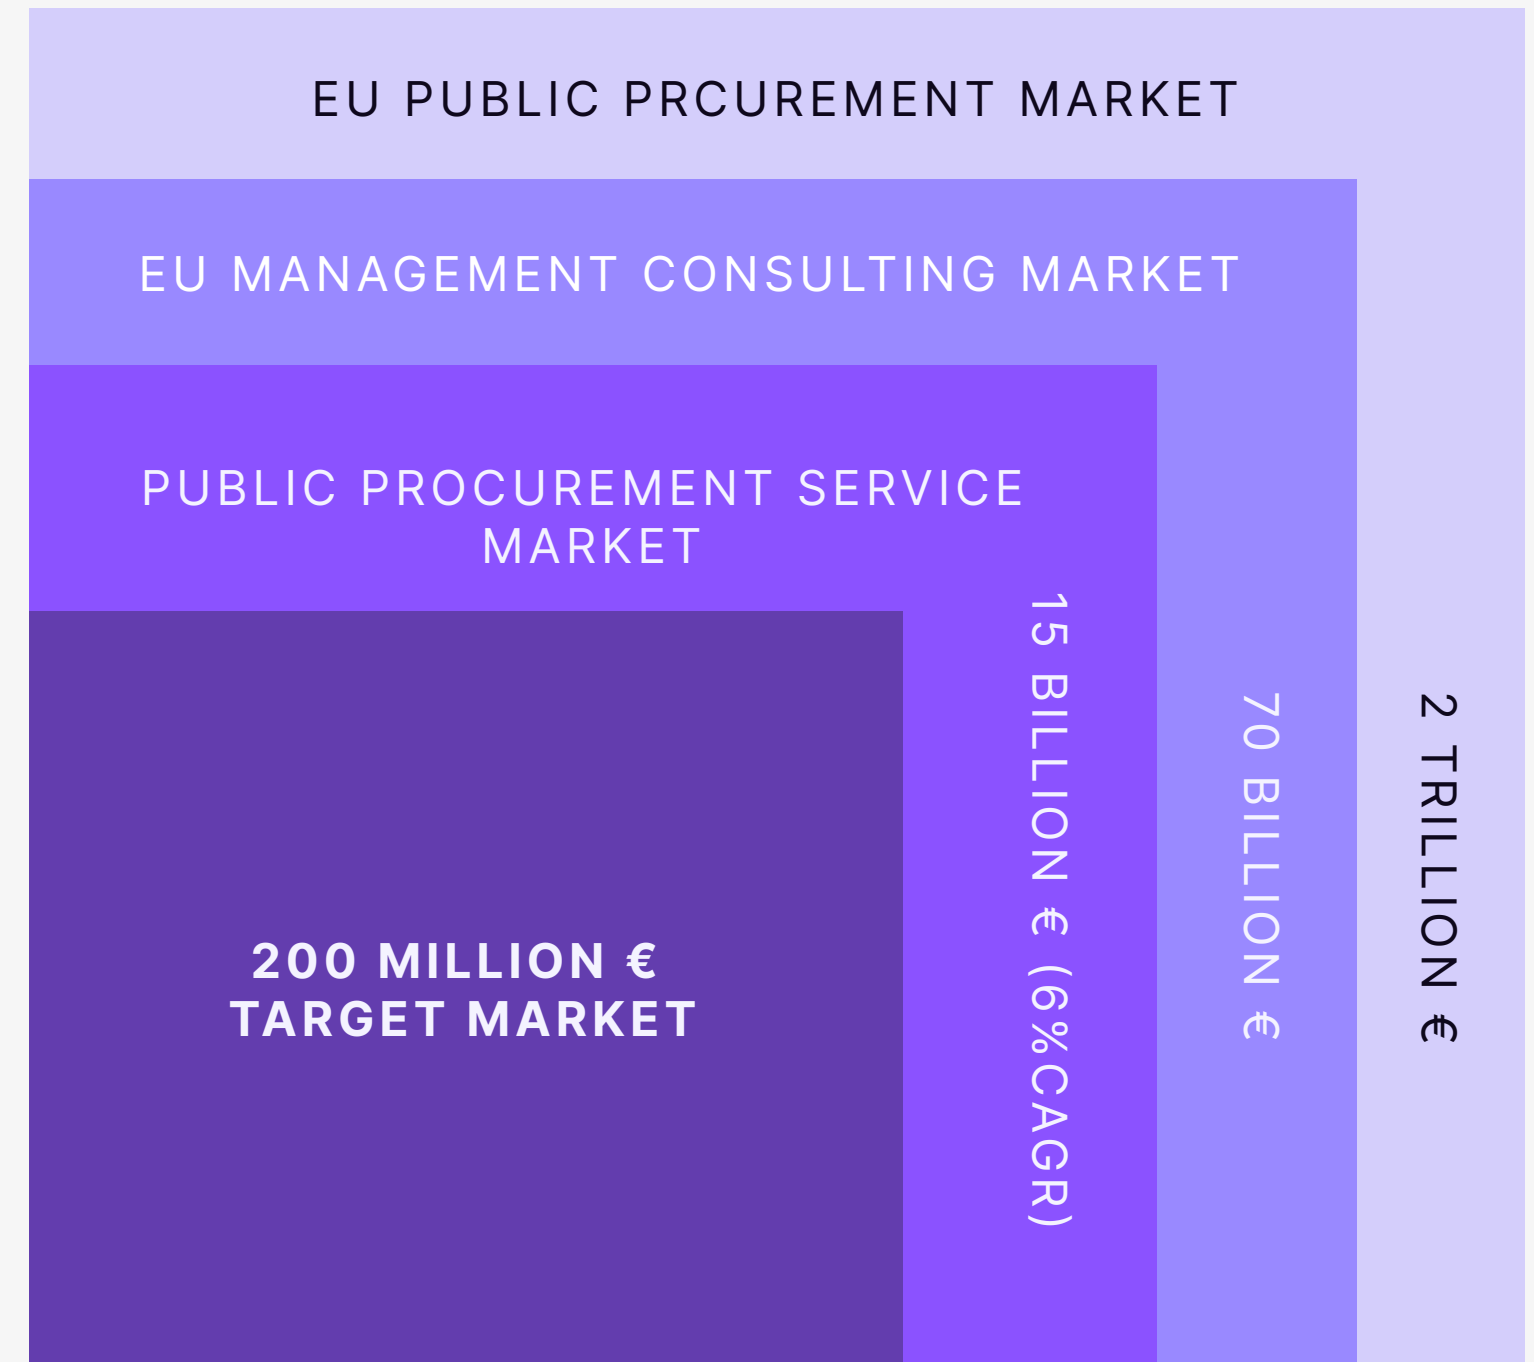 EU PUBLIC PRCUREMENT MARKET
EU MANAGEMENT CONSULTING MARKET
PUBLIC PROCUREMENT SERVICE
MARKET
200 MILLION €
TARGET MARKET
15 BILLION € (6%CAGR)
70 BILLION €
2 TRILLION €